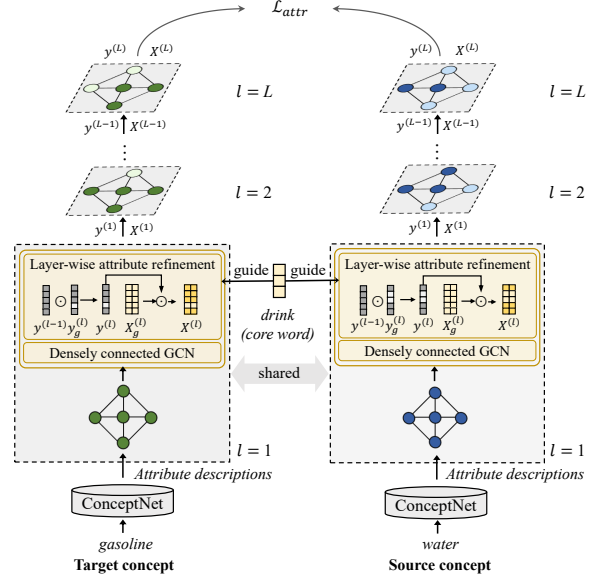 ℒ_attr
y^(L) X^(L) y^(L) X^(L)
l = L l = L
y^(L−1) X^(L−1) y^(L−1) X^(L−1)
l = 2 l = 2
y^(1) X^(1) y^(1) X^(1)
Layer-wise attribute refinement guide guide Layer-wise attribute refinement
y^(l−1) y_g^(l) y^(l) X_g^(l) X^(l) drink y^(l−1) y_g^(l) y^(l) X_g^(l) X^(l)
(core word)
Densely connected GCN Densely connected GCN
shared
l = 1 l = 1
Attribute descriptions Attribute descriptions
ConceptNet ConceptNet
gasoline water
Target concept Source concept